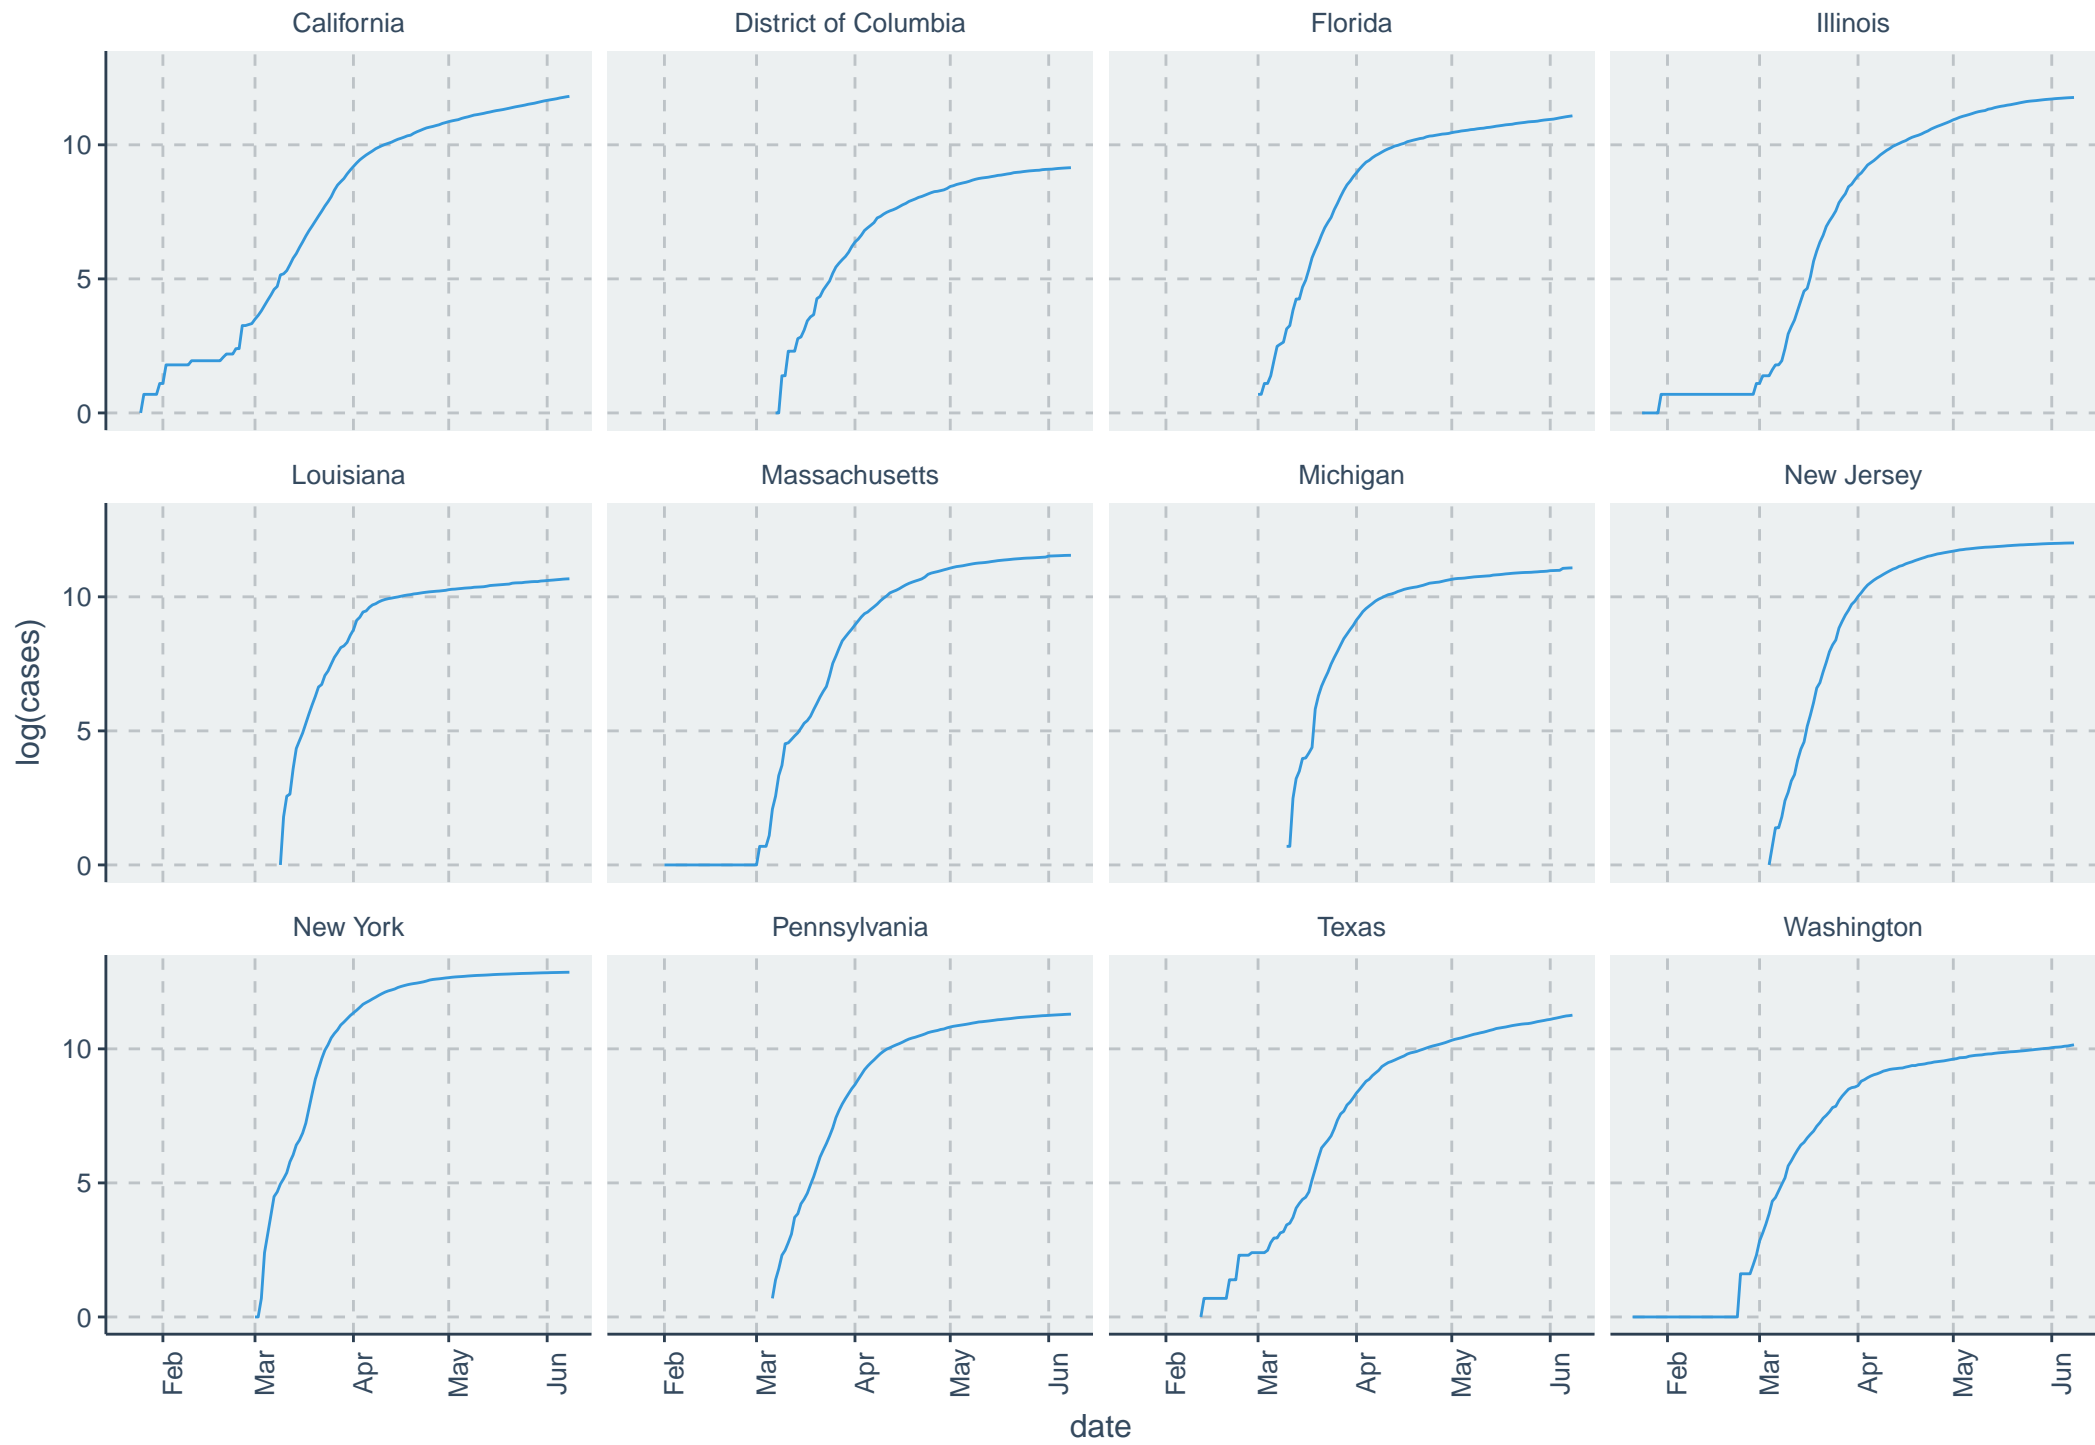 California
District of Columbia
Florida
Illinois
10
5
0
Louisiana
Massachusetts
Michigan
New Jersey
10
5
0
New York
Pennsylvania
Texas
Washington
10
5
0
Feb Mar Apr May Jun
Feb Mar Apr May Jun
Feb Mar Apr May Jun
Feb Mar Apr May Jun
date
log(cases)